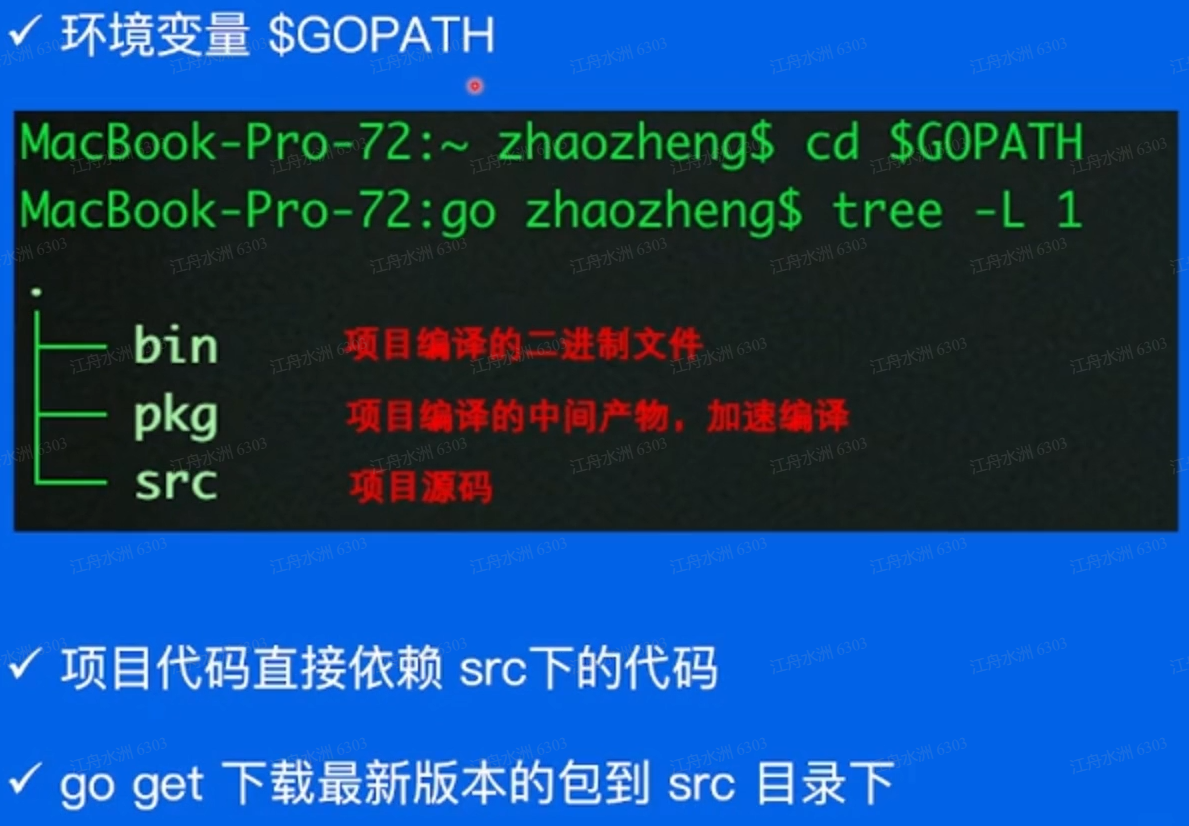 ✓ 环境变量 $GOPATH
MacBook-Pro-72:~ zhaozheng$ cd $GOPATH
MacBook-Pro-72:go zhaozheng$ tree -L 1
.
├── bin 项目编译的二进制文件
├── pkg 项目编译的中间产物，加速编译
└── src 项目源码
✓ 项目代码直接依赖 src下的代码
✓ go get 下载最新版本的包到 src 目录下
江舟水洲 6303